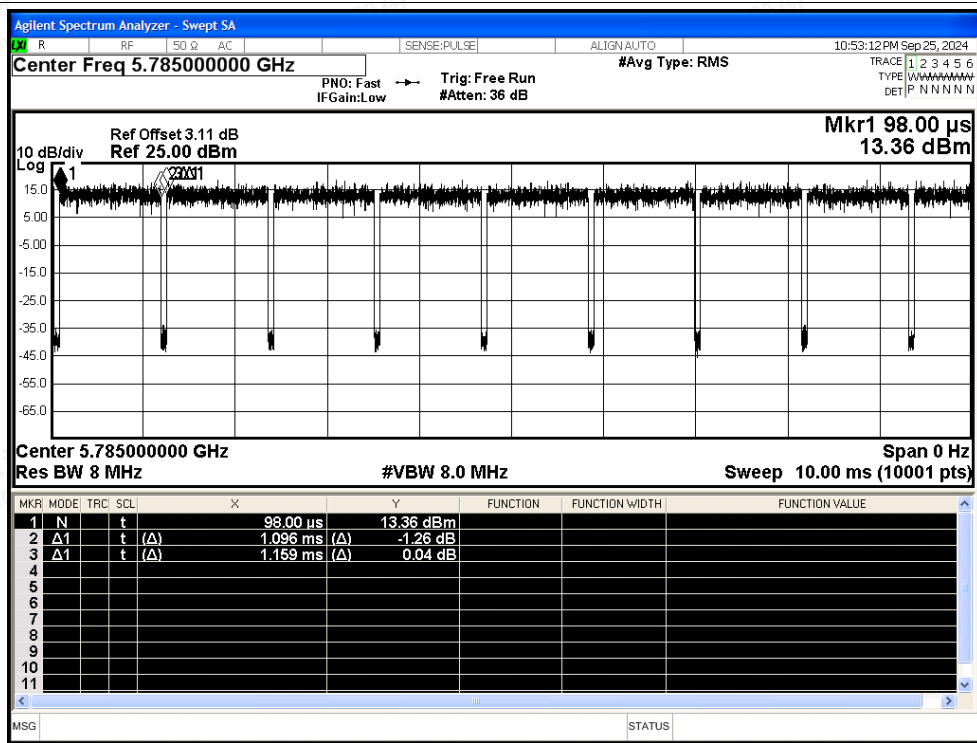 Agilent Spectrum Analyzer - Swept SA
LXI R RF 50 Ω AC SENSE:PULSE ALIGN AUTO 10:53:12 PM Sep 25, 2024
Center Freq 5.785000000 GHz #Avg Type: RMS TRACE 1 2 3 4 5 6
PNO: Fast Trig: Free Run TYPE
IFGain:Low #Atten: 36 dB DET P N N N N N
Mkr1 98.00 µs
Ref Offset 3.11 dB
10 dB/div Ref 25.00 dBm 13.36 dBm
Log
1
15.0
5.00
-5.00
-15.0
-25.0
-35.0
-45.0
-55.0
-65.0
Center 5.785000000 GHz Span 0 Hz
Res BW 8 MHz #VBW 8.0 MHz Sweep 10.00 ms (10001 pts)
MKR MODE TRC SCL X Y FUNCTION FUNCTION WIDTH FUNCTION VALUE
1 N t 98.00 µs 13.36 dBm
2 Δ1 t (Δ) 1.096 ms (Δ) -1.26 dB
3 Δ1 t (Δ) 1.159 ms (Δ) 0.04 dB
4
5
6
7
8
9
10
11
MSG STATUS